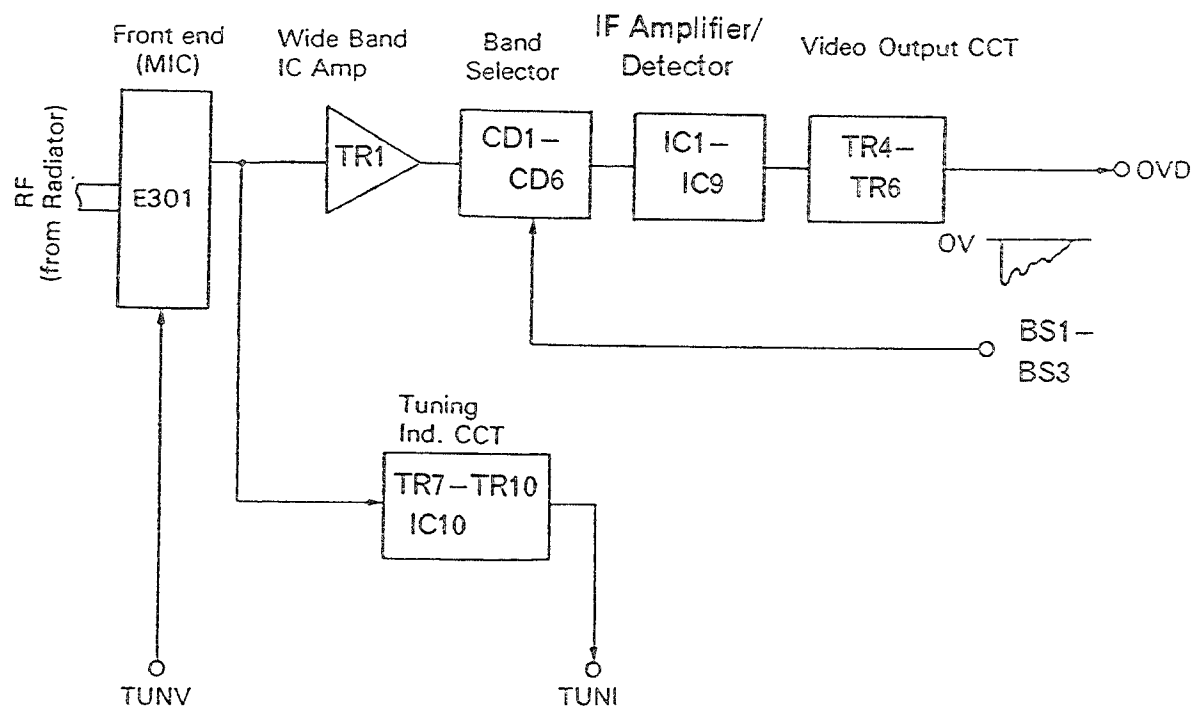 Front end
(MIC)
Wide Band
IC Amp
Band
Selector
IF Amplifier/
Detector
Video Output CCT
RF
(from Radiator)
E301
TR1
CD1–
CD6
IC1–
IC9
TR4–
TR6
OVD
OV
BS1–
BS3
Tuning
Ind. CCT
TR7–TR10
IC10
TUNV
TUNI